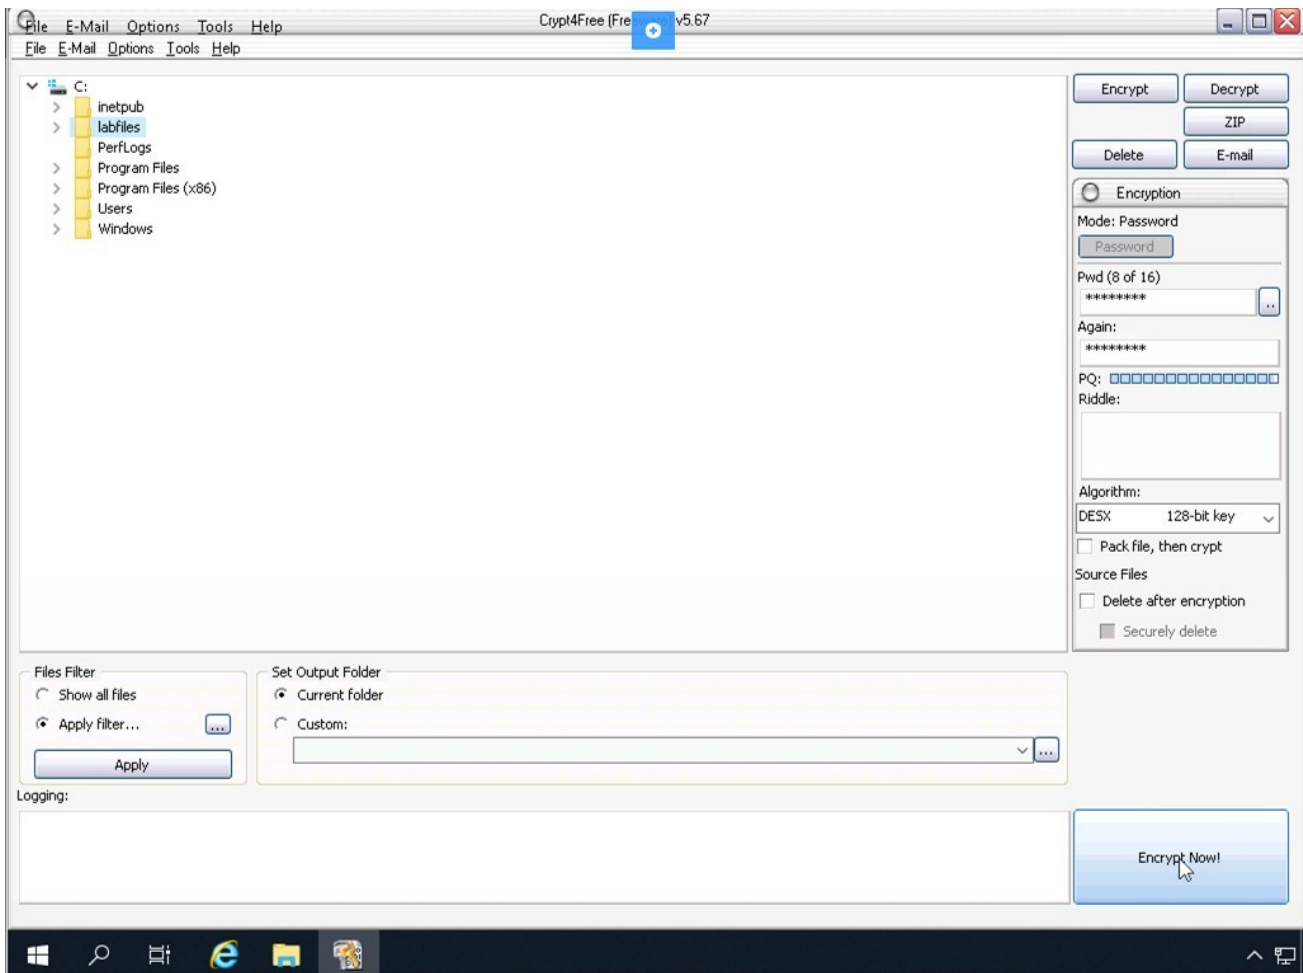 Crypt4Free (Freeware) v5.67
File E-Mail Options Tools Help
File E-Mail Options Tools Help
C:
inetpub
labfiles
PerfLogs
Program Files
Program Files (x86)
Users
Windows
Encrypt Decrypt
ZIP
Delete E-mail
Encryption
Mode: Password
Password
Pwd (8 of 16)
******** ..
Again:
********
PQ:
Riddle:
Algorithm:
DESX 128-bit key
Pack file, then crypt
Source Files
Delete after encryption
Securely delete
Files Filter
Show all files
Apply filter... ...
Apply
Set Output Folder
Current folder
Custom:
...
Logging:
Encrypt Now!